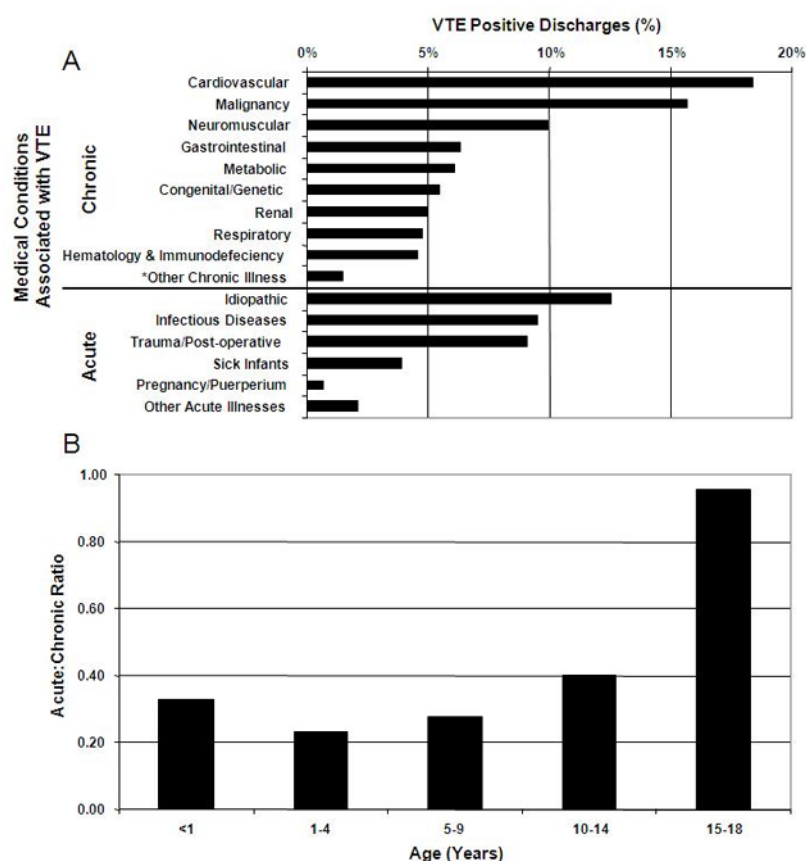 VTE Positive Discharges (%)
0% 5% 10% 15% 20%
A
Medical Conditions
Associated with VTE
Chronic
Cardiovascular
Malignancy
Neuromuscular
Gastrointestinal
Metabolic
Congenital/Genetic
Renal
Respiratory
Hematology & Immunodefeciency
*Other Chronic Illness
Acute
Idiopathic
Infectious Diseases
Trauma/Post-operative
Sick Infants
Pregnancy/Puerperium
Other Acute Illnesses
B
Acute:Chronic Ratio
1.00
0.80
0.60
0.40
0.20
0.00
<1 1-4 5-9 10-14 15-18
Age (Years)